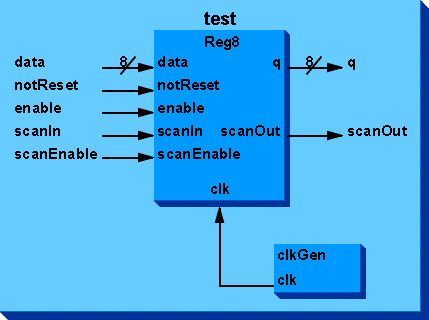 test
Reg8
data 8 data q 8 q
notReset notReset
enable enable
scanIn scanIn scanOut scanOut
scanEnable scanEnable
clk
clkGen
clk